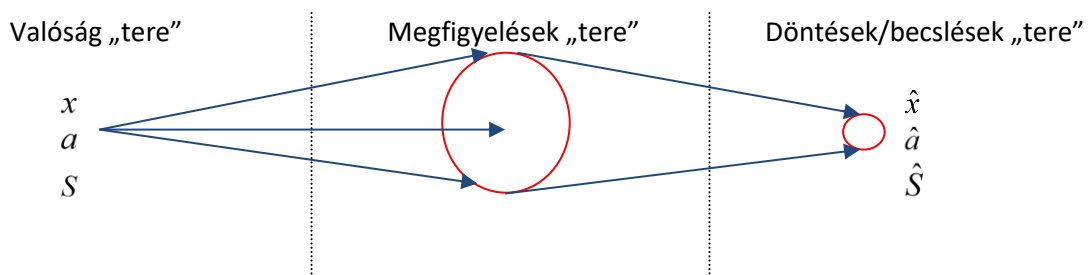 Valóság „tere”
Megfigyelések „tere”
Döntések/becslések „tere”
x
a
S
x̂
â
Ŝ